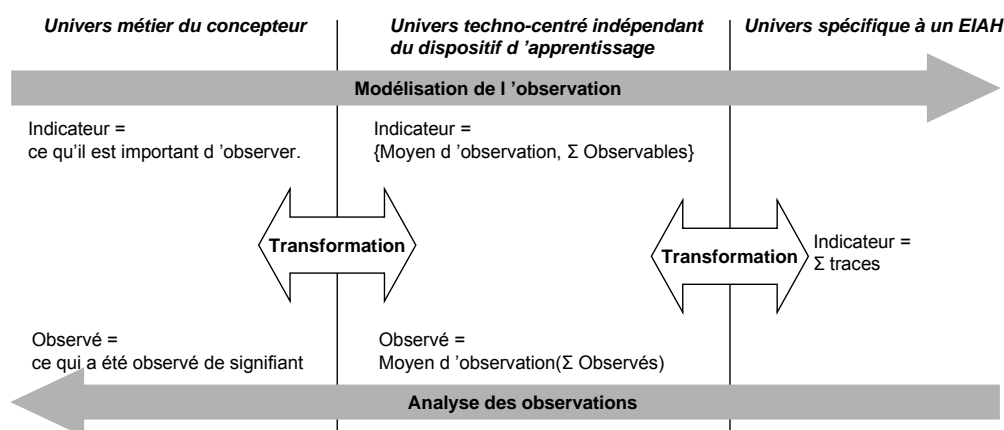 Univers métier du concepteur
Univers techno-centré indépendant
du dispositif d 'apprentissage
Univers spécifique à un EIAH
Modélisation de l 'observation
Indicateur =
ce qu'il est important d 'observer.
Indicateur =
{Moyen d 'observation, Σ Observables}
Transformation
Transformation
Indicateur =
Σ traces
Observé =
ce qui a été observé de signifiant
Observé =
Moyen d 'observation(Σ Observés)
Analyse des observations